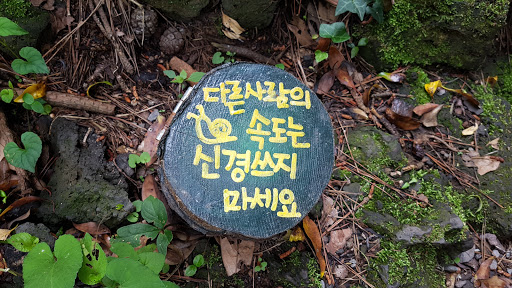 다른 사람의
속도는
신경쓰지
마세요